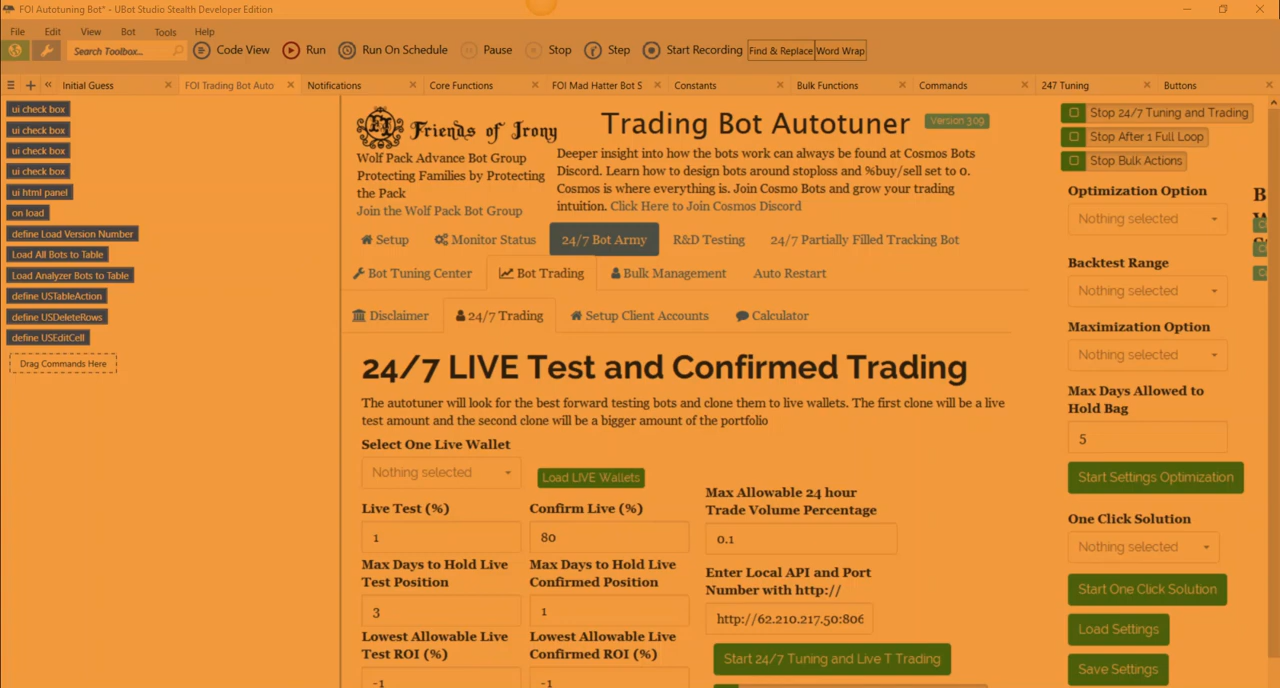 FOI Autotuning Bot* - UBot Studio Stealth Developer Edition
File Edit View Bot Tools Help
Search Toolbox... Code View Run Run On Schedule Pause Stop Step Start Recording Find & Replace Word Wrap
Initial Guess FOI Trading Bot Auto Notifications Core Functions FOI Mad Hatter Bot S Constants Bulk Functions Commands 247 Tuning Buttons
ui check box
ui check box
ui check box
ui check box
ui html panel
on load
define Load Version Number
Load All Bots to Table
Load Analyzer Bots to Table
define USTableAction
define USDeleteRows
define USEditCell
Drag Commands Here
Friends of Irony
Wolf Pack Advance Bot Group
Protecting Families by Protecting
the Pack
Join the Wolf Pack Bot Group
Trading Bot Autotuner Version 3.09
Deeper insight into how the bots work can always be found at Cosmos Bots
Discord. Learn how to design bots around stoploss and %buy/sell set to 0.
Cosmos is where everything is. Join Cosmo Bots and grow your trading
intuition. Click Here to Join Cosmos Discord
Setup Monitor Status 24/7 Bot Army R&D Testing 24/7 Partially Filled Tracking Bot
Bot Tuning Center Bot Trading Bulk Management Auto Restart
Disclaimer 24/7 Trading Setup Client Accounts Calculator
24/7 LIVE Test and Confirmed Trading
The autotuner will look for the best forward testing bots and clone them to live wallets. The first clone will be a live
test amount and the second clone will be a bigger amount of the portfolio
Select One Live Wallet
Nothing selected Load LIVE Wallets
Live Test (%)
1
Confirm Live (%)
80
Max Allowable 24 hour
Trade Volume Percentage
0.1
Max Days to Hold Live
Test Position
3
Max Days to Hold Live
Confirmed Position
1
Enter Local API and Port
Number with http://
http://62.210.217.50:806
Lowest Allowable Live
Test ROI (%)
-1
Lowest Allowable Live
Confirmed ROI (%)
-1
Start 24/7 Tuning and Live T Trading
Stop 24/7 Tuning and Trading
Stop After 1 Full Loop
Stop Bulk Actions
Optimization Option
Nothing selected
Backtest Range
Nothing selected
Maximization Option
Nothing selected
Max Days Allowed to
Hold Bag
5
Start Settings Optimization
One Click Solution
Nothing selected
Start One Click Solution
Load Settings
Save Settings